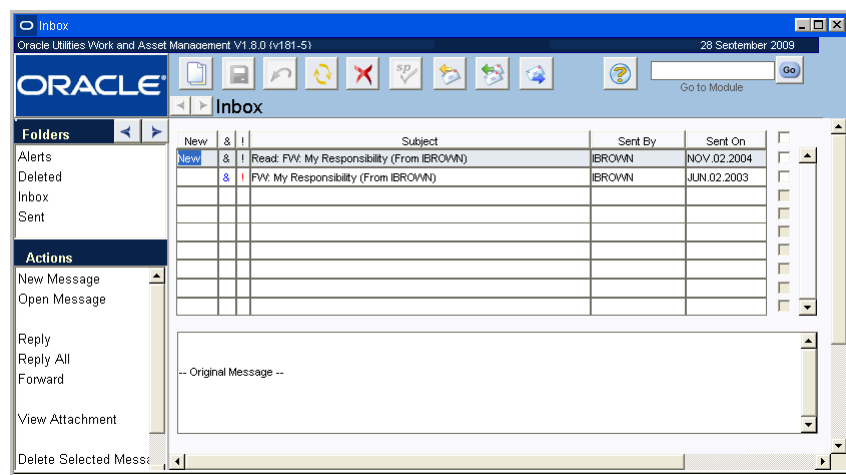 Inbox
Oracle Utilities Work and Asset Management V1.8.0 (v181-5) 28 September 2009
ORACLE
sp
Go
Go to Module
Inbox
Folders
Alerts
Deleted
Inbox
Sent
Actions
New Message
Open Message
Reply
Reply All
Forward
View Attachment
Delete Selected Messa
New & ! Subject Sent By Sent On
New & ! Read: FW: My Responsibility (From IBROWN) IBROWN NOV.02.2004
& ! FW: My Responsibility (From IBROWN) IBROWN JUN.02.2003
-- Original Message --